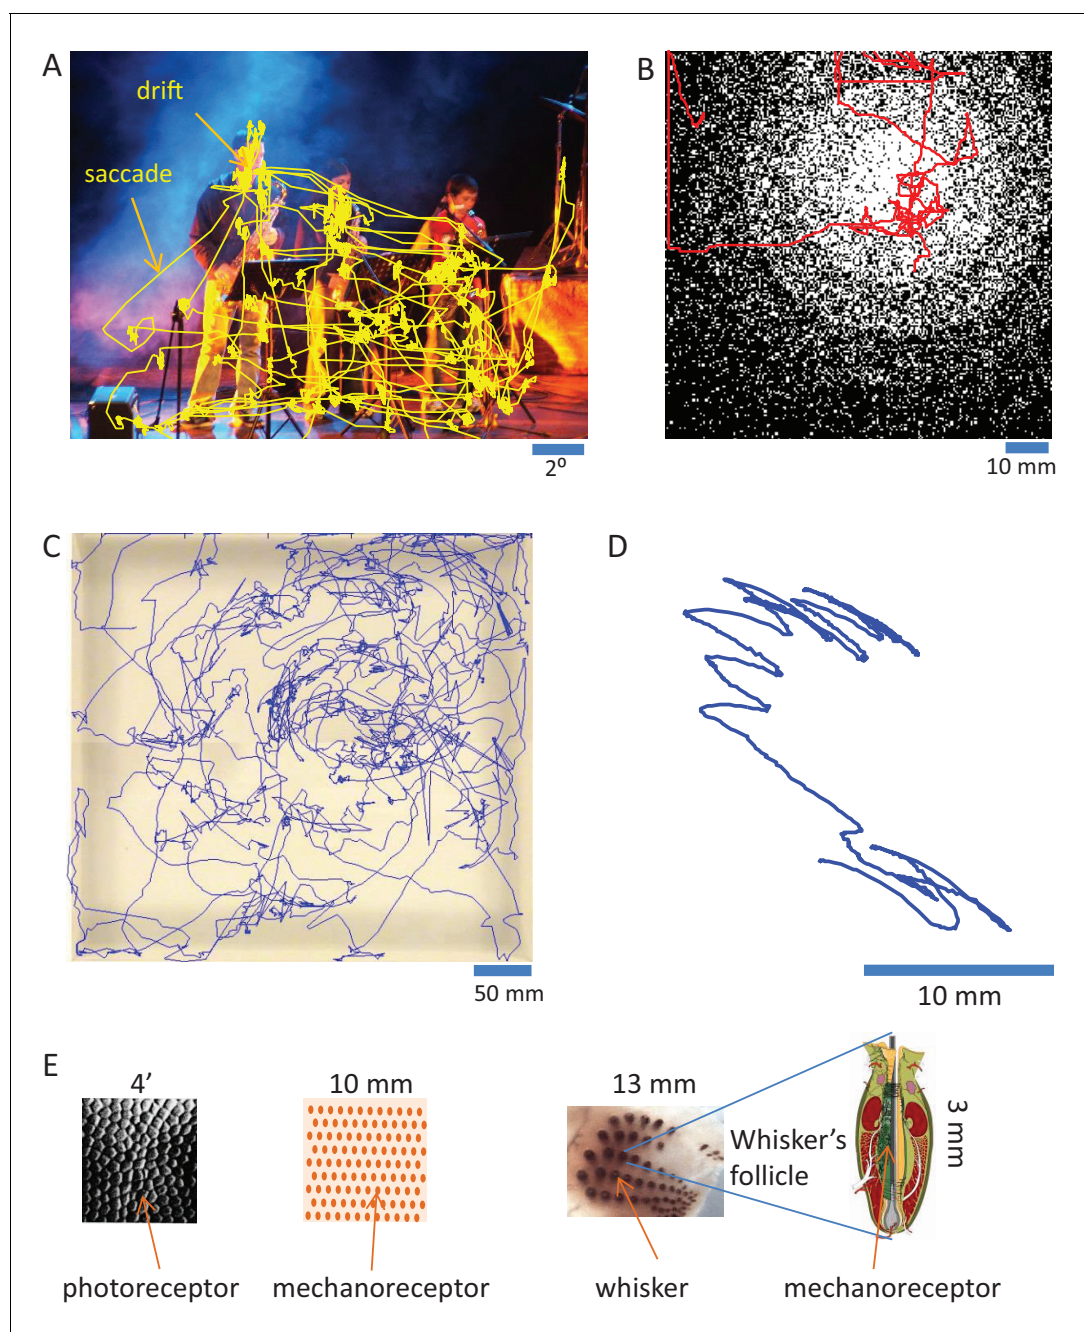 A
drift
saccade
2º
B
10 mm
C
50 mm
D
10 mm
E
4'
10 mm
13 mm
Whisker's
follicle
3 mm
photoreceptor
mechanoreceptor
whisker
mechanoreceptor